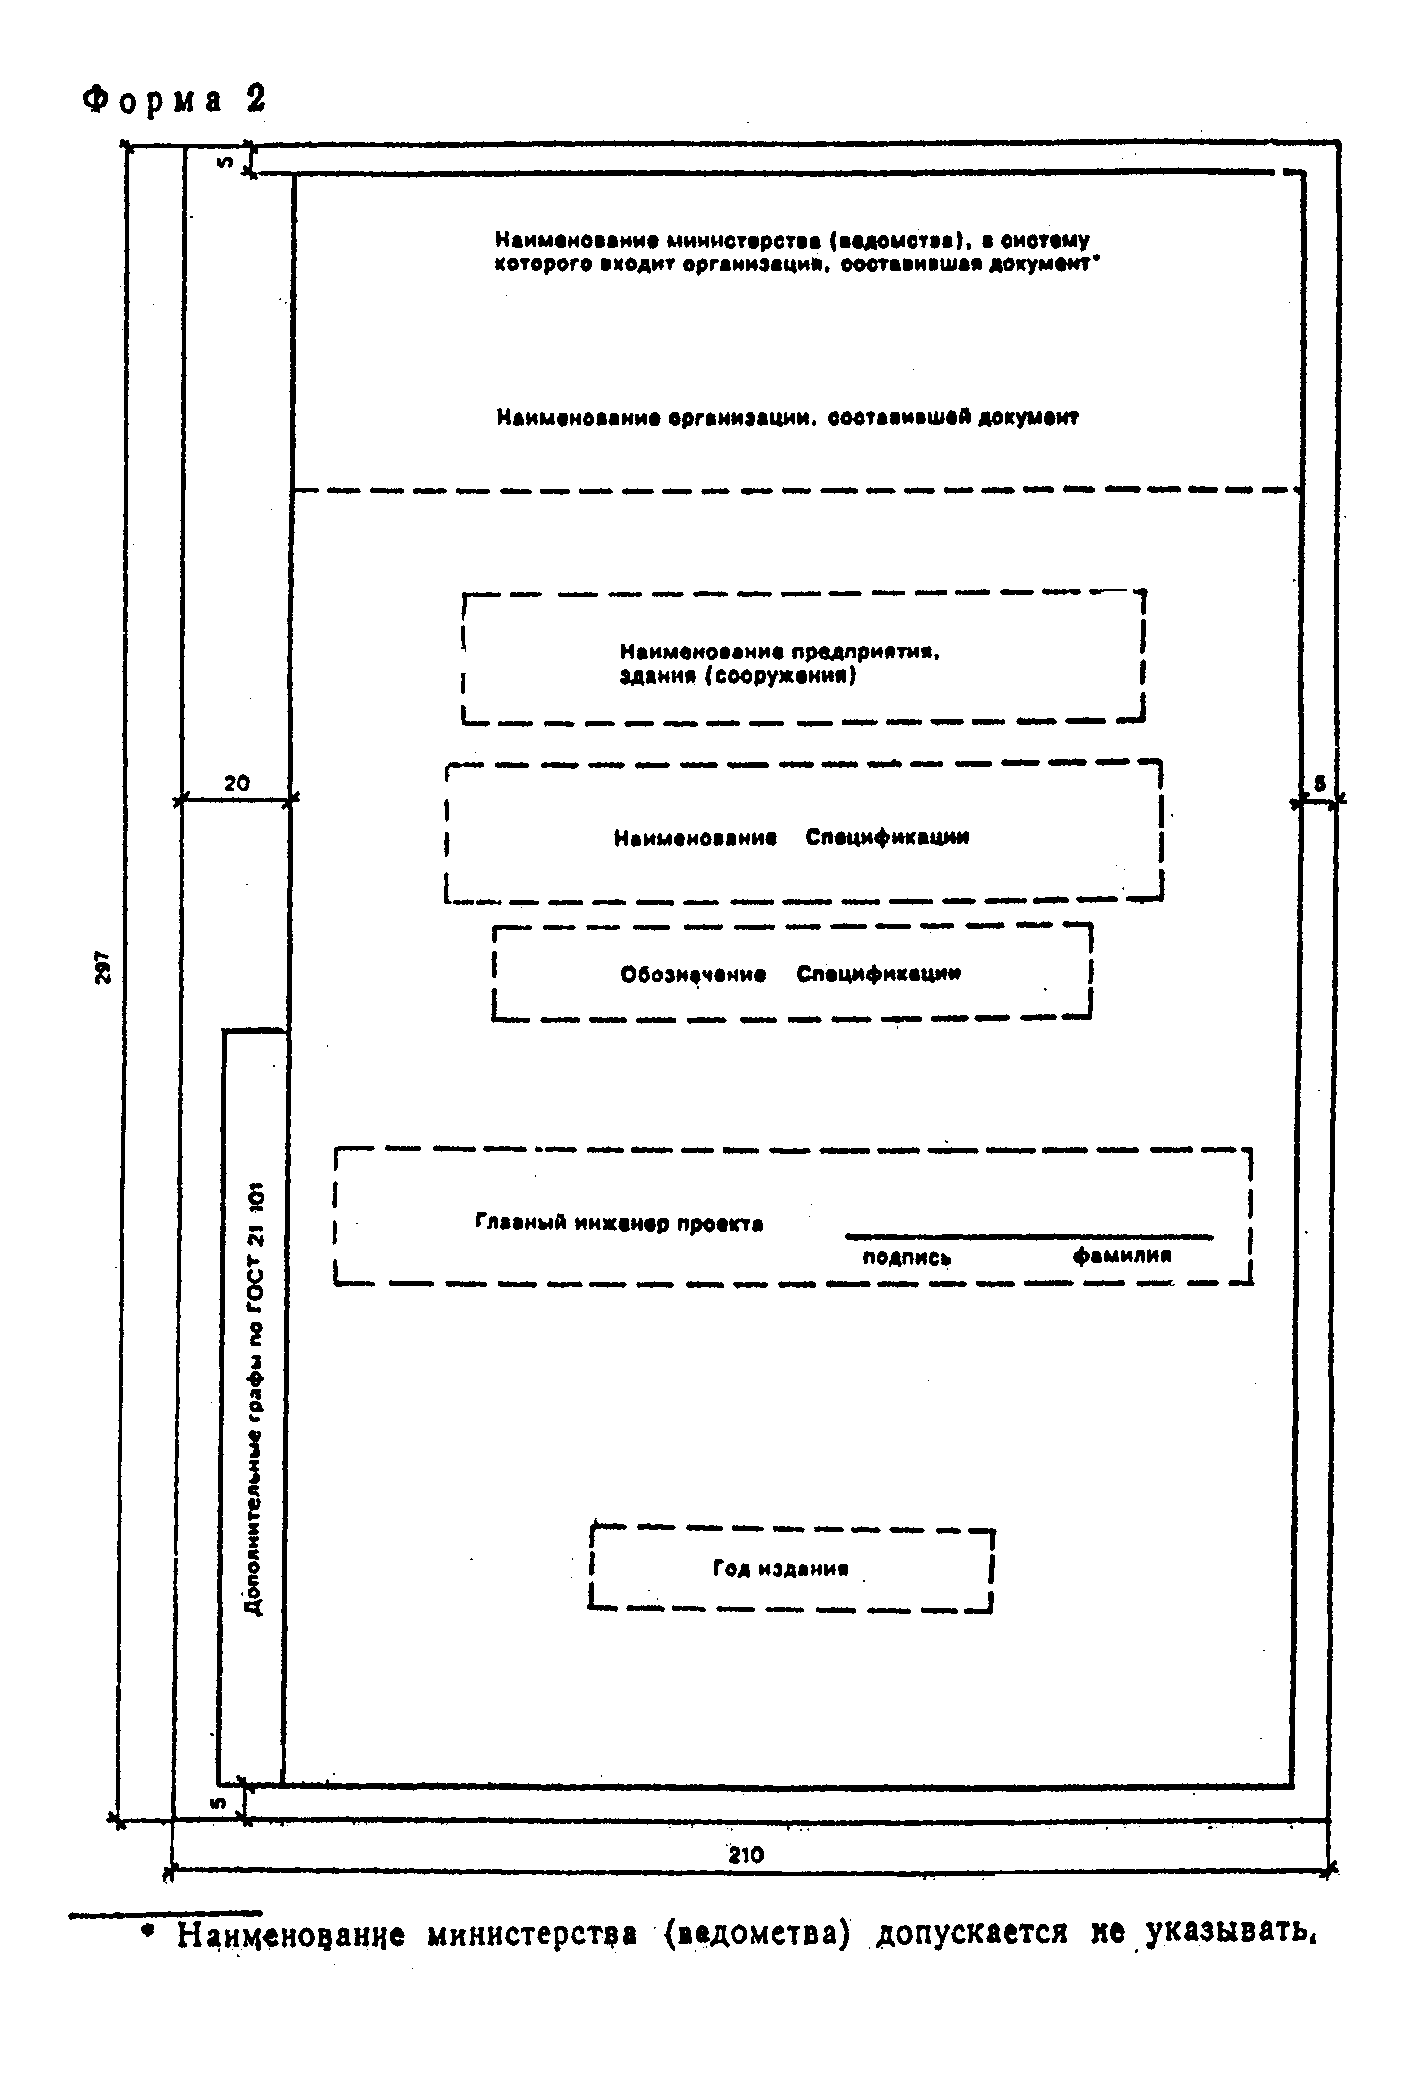 Форма 2
5
Наименование министерства (ведомства), в систему
которого входит организация, составившая документ*
Наименование организации, составившей документ
Наименование предприятия,
здания (сооружения)
20
5
Наименование Спецификации
297
Обозначение Спецификации
Главный инженер проекта
подпись фамилия
Дополнительные графы по ГОСТ 21 101
Год издания
5
210
* Наименование министерства (ведомства) допускается не указывать.